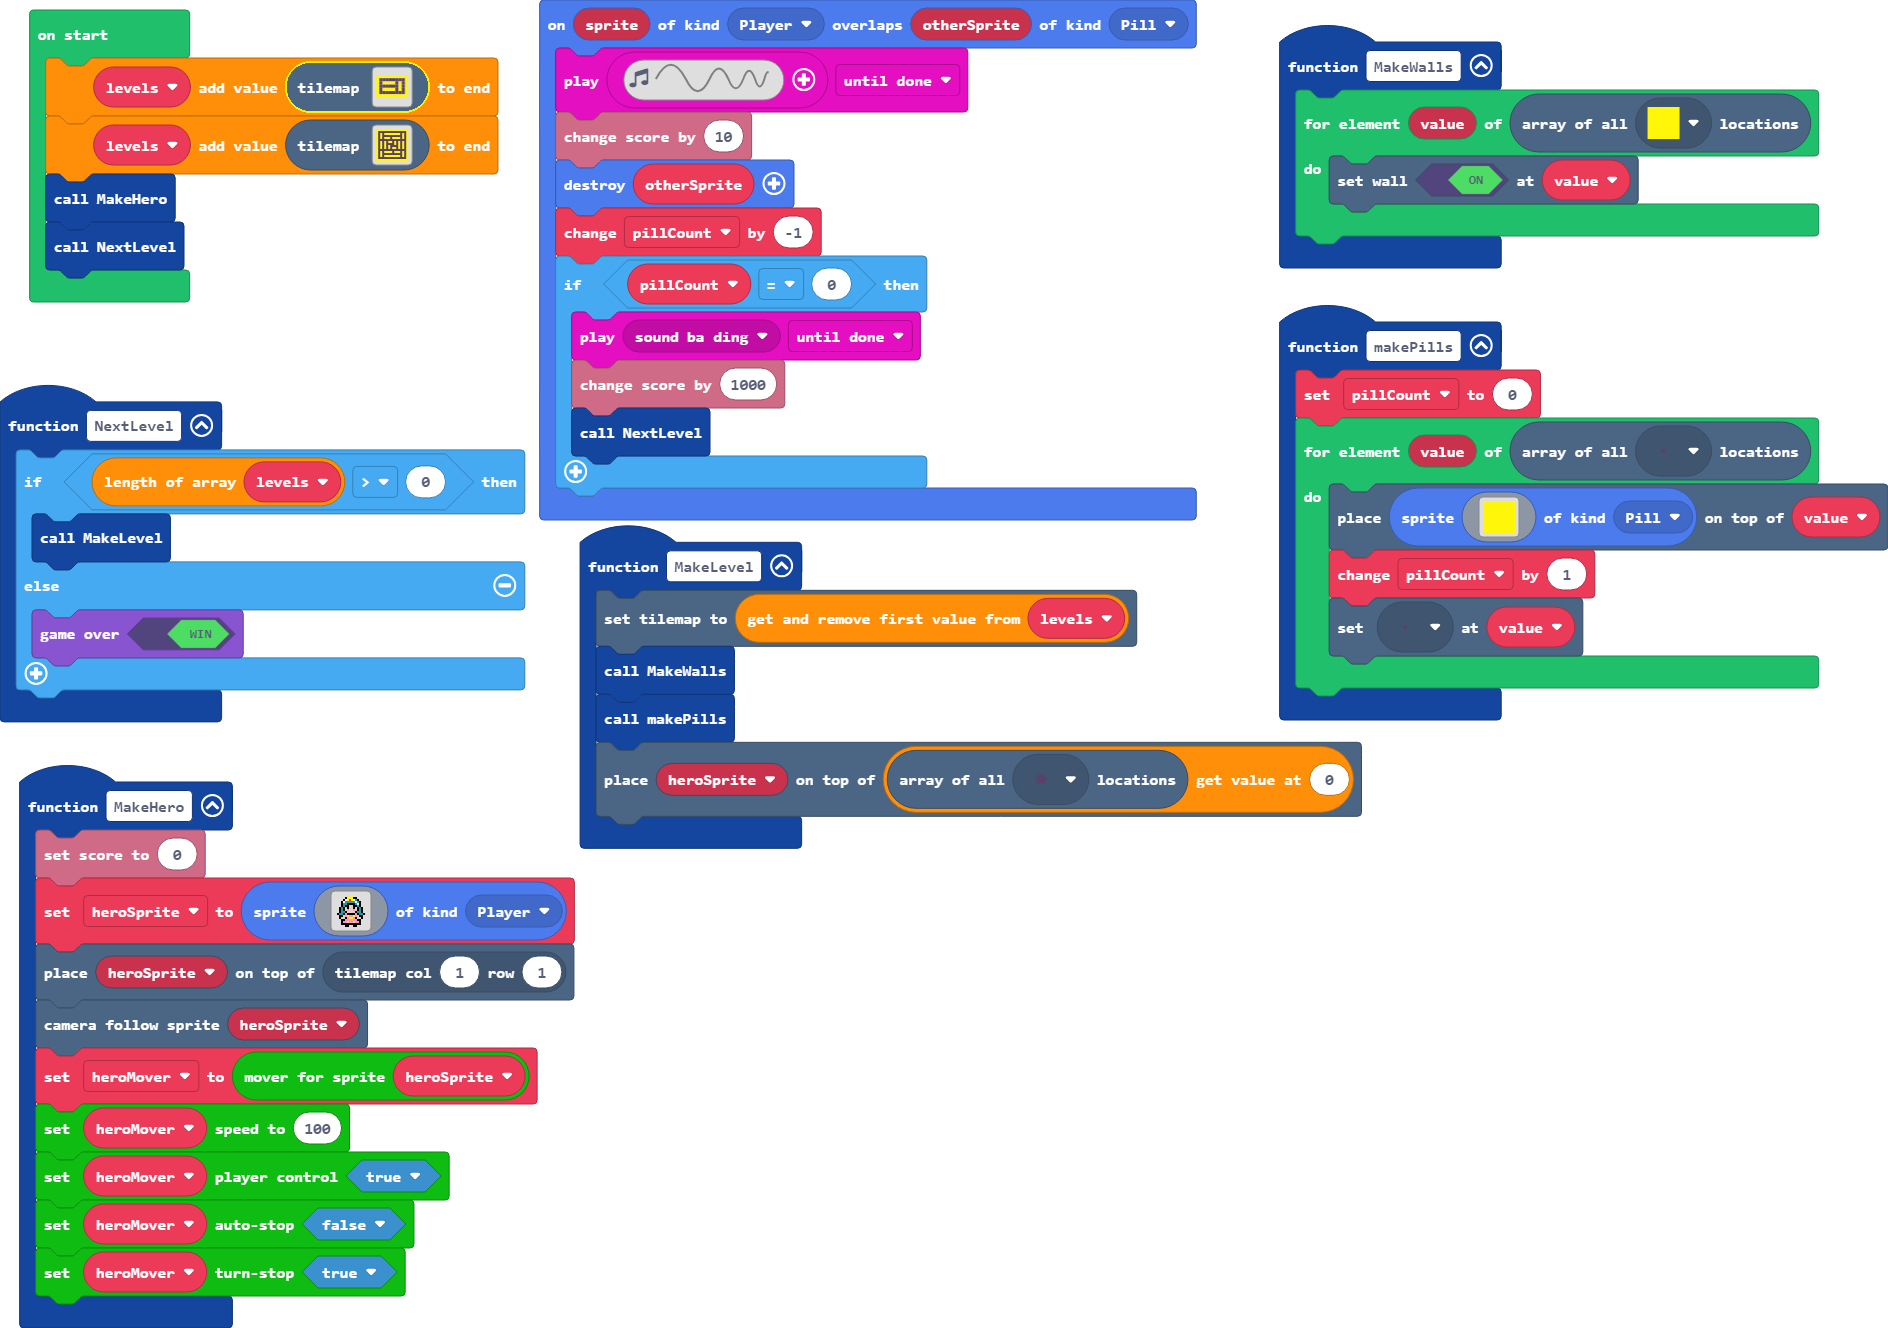 on start
levels add value tilemap to end
levels add value tilemap to end
call MakeHero
call NextLevel
function NextLevel
if length of array levels > 0 then
call MakeLevel
else
game over WIN
function MakeHero
set score to 0
set heroSprite to sprite of kind Player
place heroSprite on top of tilemap col 1 row 1
camera follow sprite heroSprite
set heroMover to mover for sprite heroSprite
set heroMover speed to 100
set heroMover player control true
set heroMover auto-stop false
set heroMover turn-stop true
on sprite of kind Player overlaps otherSprite of kind Pill
play until done
change score by 10
destroy otherSprite
change pillCount by -1
if pillCount = 0 then
play sound ba ding until done
change score by 1000
call NextLevel
function MakeLevel
set tilemap to get and remove first value from levels
call MakeWalls
call makePills
place heroSprite on top of array of all locations get value at 0
function MakeWalls
for element value of array of all locations
do set wall ON at value
function makePills
set pillCount to 0
for element value of array of all locations
do place sprite of kind Pill on top of value
change pillCount by 1
set at value